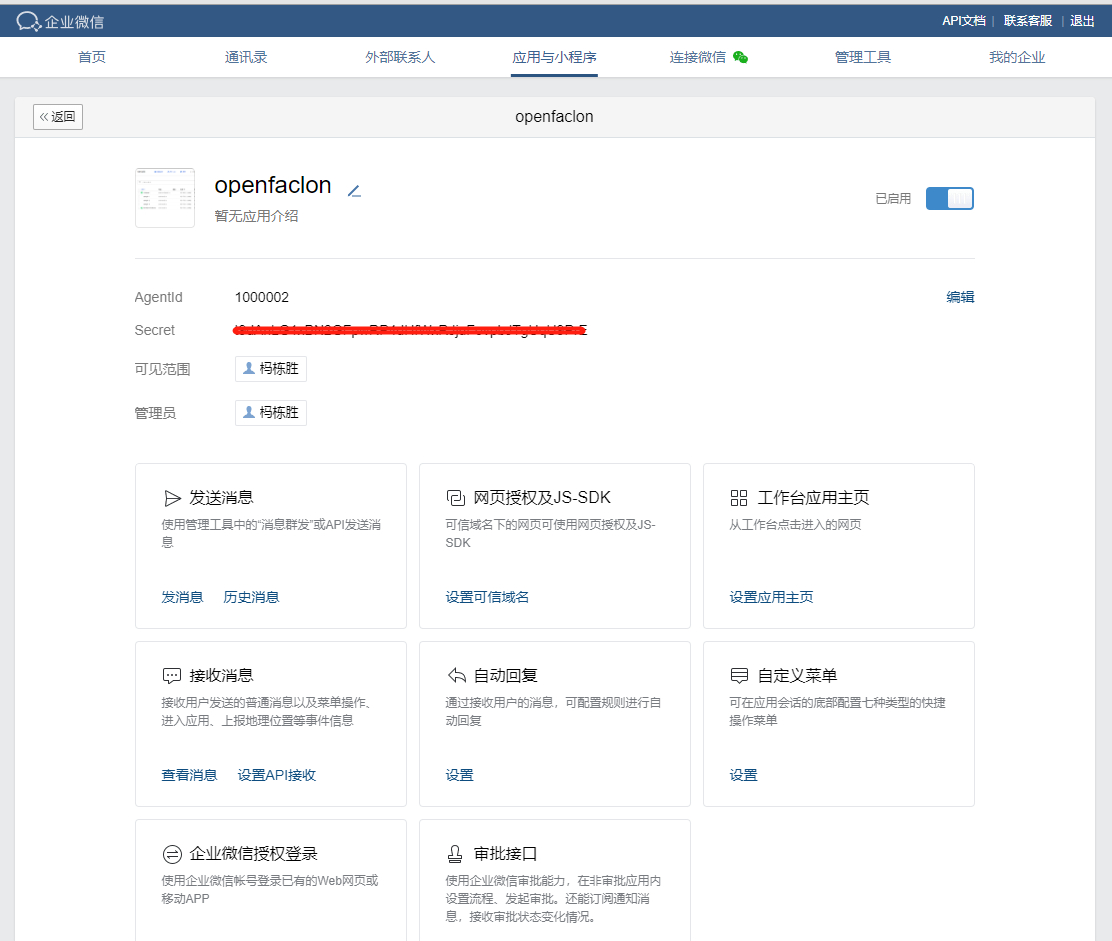 企业微信
API文档 | 联系客服 | 退出
首页 通讯录 外部联系人 应用与小程序 连接微信 管理工具 我的企业
«返回 openfaclon
openfaclon
暂无应用介绍
已启用
AgentId 1000002 编辑
Secret
可见范围 杩栋胜
管理员 杩栋胜
发送消息
使用管理工具中的“消息群发”或API发送消
息
发消息 历史消息
网页授权及JS-SDK
可信域名下的网页可使用网页授权及JS-
SDK
设置可信域名
工作台应用主页
从工作台点击进入的网页
设置应用主页
接收消息
接收用户发送的普通消息以及菜单操作、
进入应用、上报地理位置等事件信息
查看消息 设置API接收
自动回复
通过接收用户的消息，可配置规则进行自
动回复
设置
自定义菜单
可在应用会话的底部配置七种类型的快捷
操作菜单
设置
企业微信授权登录
使用企业微信帐号登录已有的Web网页或
移动APP
审批接口
使用企业微信审批能力，在非审批应用内
设置流程、发起审批。还能订阅通知消
息，接收审批状态变化情况。